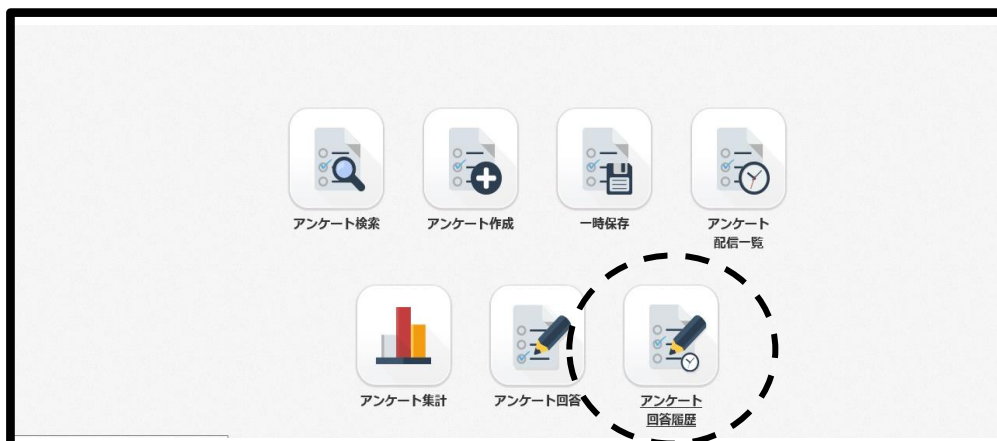 アンケート検索
アンケート作成
一時保存
アンケート
配信一覧
アンケート集計
アンケート回答
アンケート
回答履歴